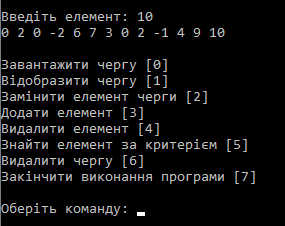 Введіть елемент: 10
0 2 0 -2 6 7 3 0 2 -1 4 9 10
Завантажити чергу [0]
Відобразити чергу [1]
Замінити елемент черги [2]
Додати елемент [3]
Видалити елемент [4]
Знайти елемент за критерієм [5]
Видалити чергу [6]
Закінчити виконання програми [7]
Оберіть команду: